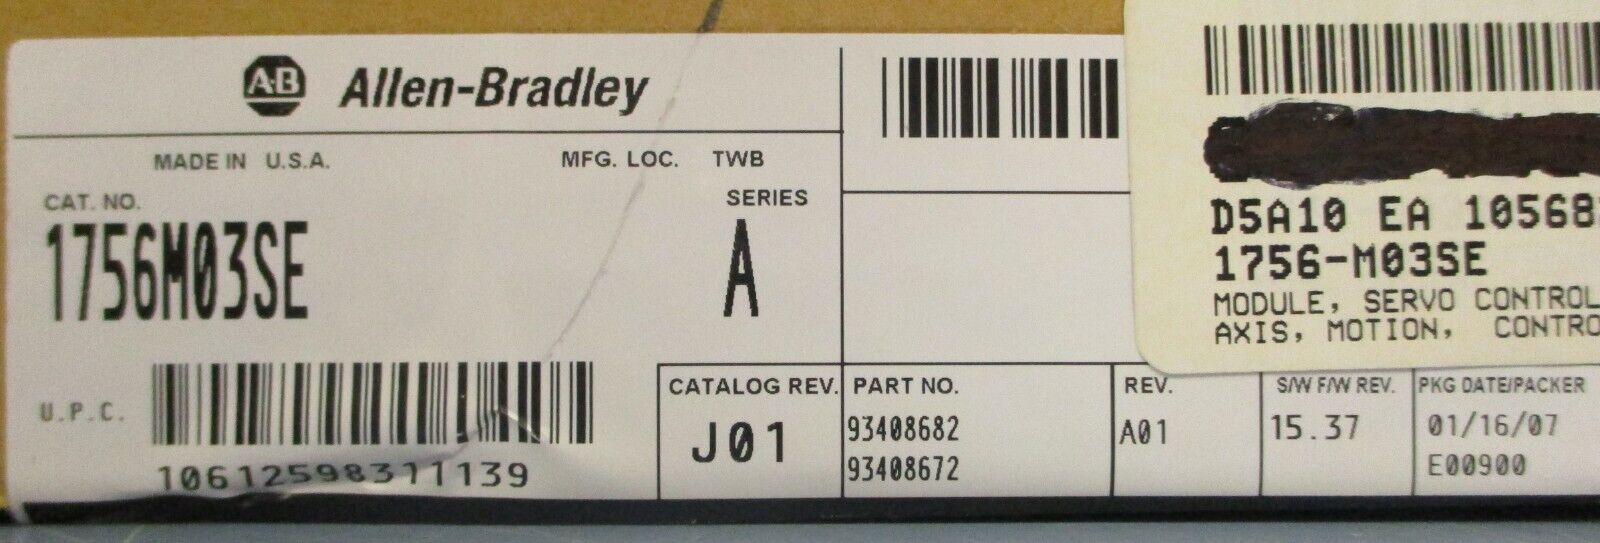 A-B Allen-Bradley
MADE IN U.S.A. MFG. LOC. TWB
CAT. NO. SERIES
1756M03SE A
U.P.C.
10612598311139
CATALOG REV. PART NO. REV. S/W F/W REV. PKG DATE/PACKER
J01 93408682 A01 15.37 01/16/07
93408672 E00900
D5A10 EA 10568
1756-M03SE
MODULE, SERVO CONTROL
AXIS, MOTION, CONTRO